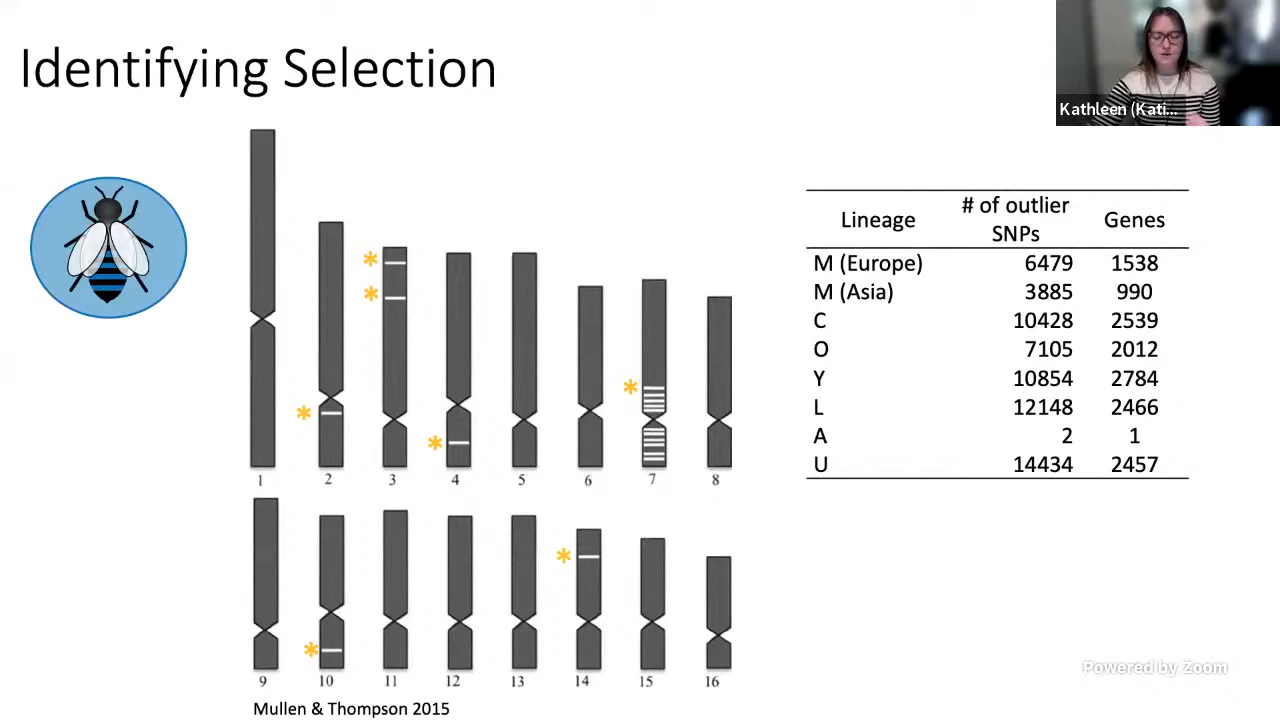 Identifying Selection
Kathleen (Kati...
*
*
*
*
*
1 2 3 4 5 6 7 8
*
*
9 10 11 12 13 14 15 16
Mullen & Thompson 2015
Lineage # of outlier SNPs Genes
M (Europe) 6479 1538
M (Asia) 3885 990
C 10428 2539
O 7105 2012
Y 10854 2784
L 12148 2466
A 2 1
U 14434 2457
Powered by Zoom